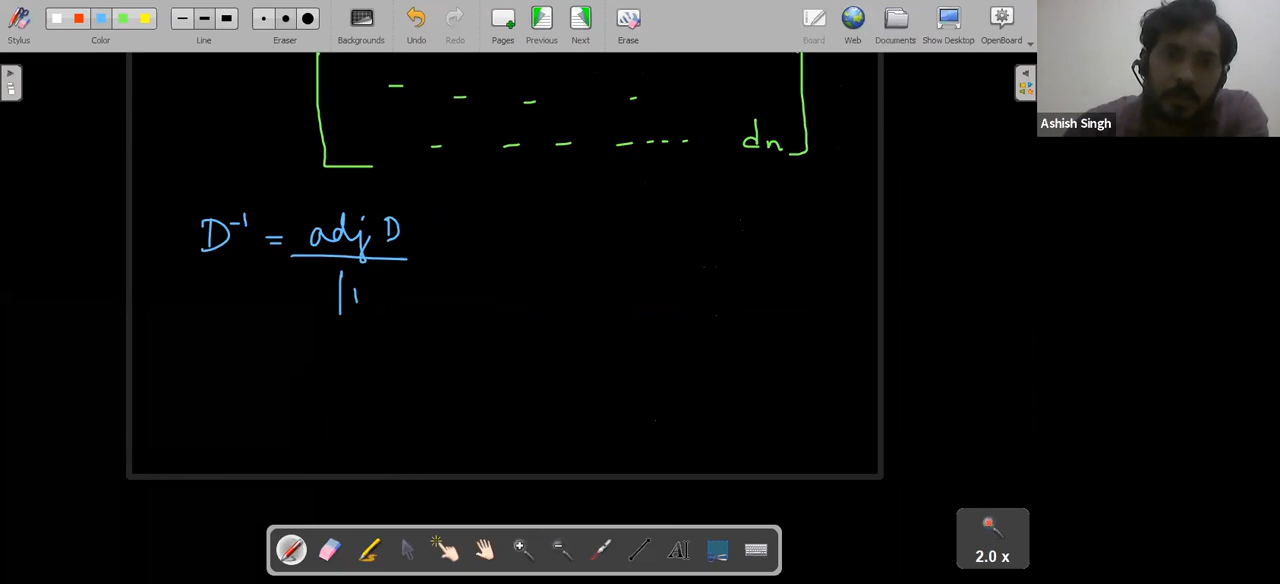 Stylus Color Line Eraser Backgrounds Undo Redo Pages Previous Next Erase Board Web Documents Show Desktop OpenBoard
Ashish Singh
- - - -
- - - - --- dn
D⁻¹ = adj D
|
AI
2.0 x